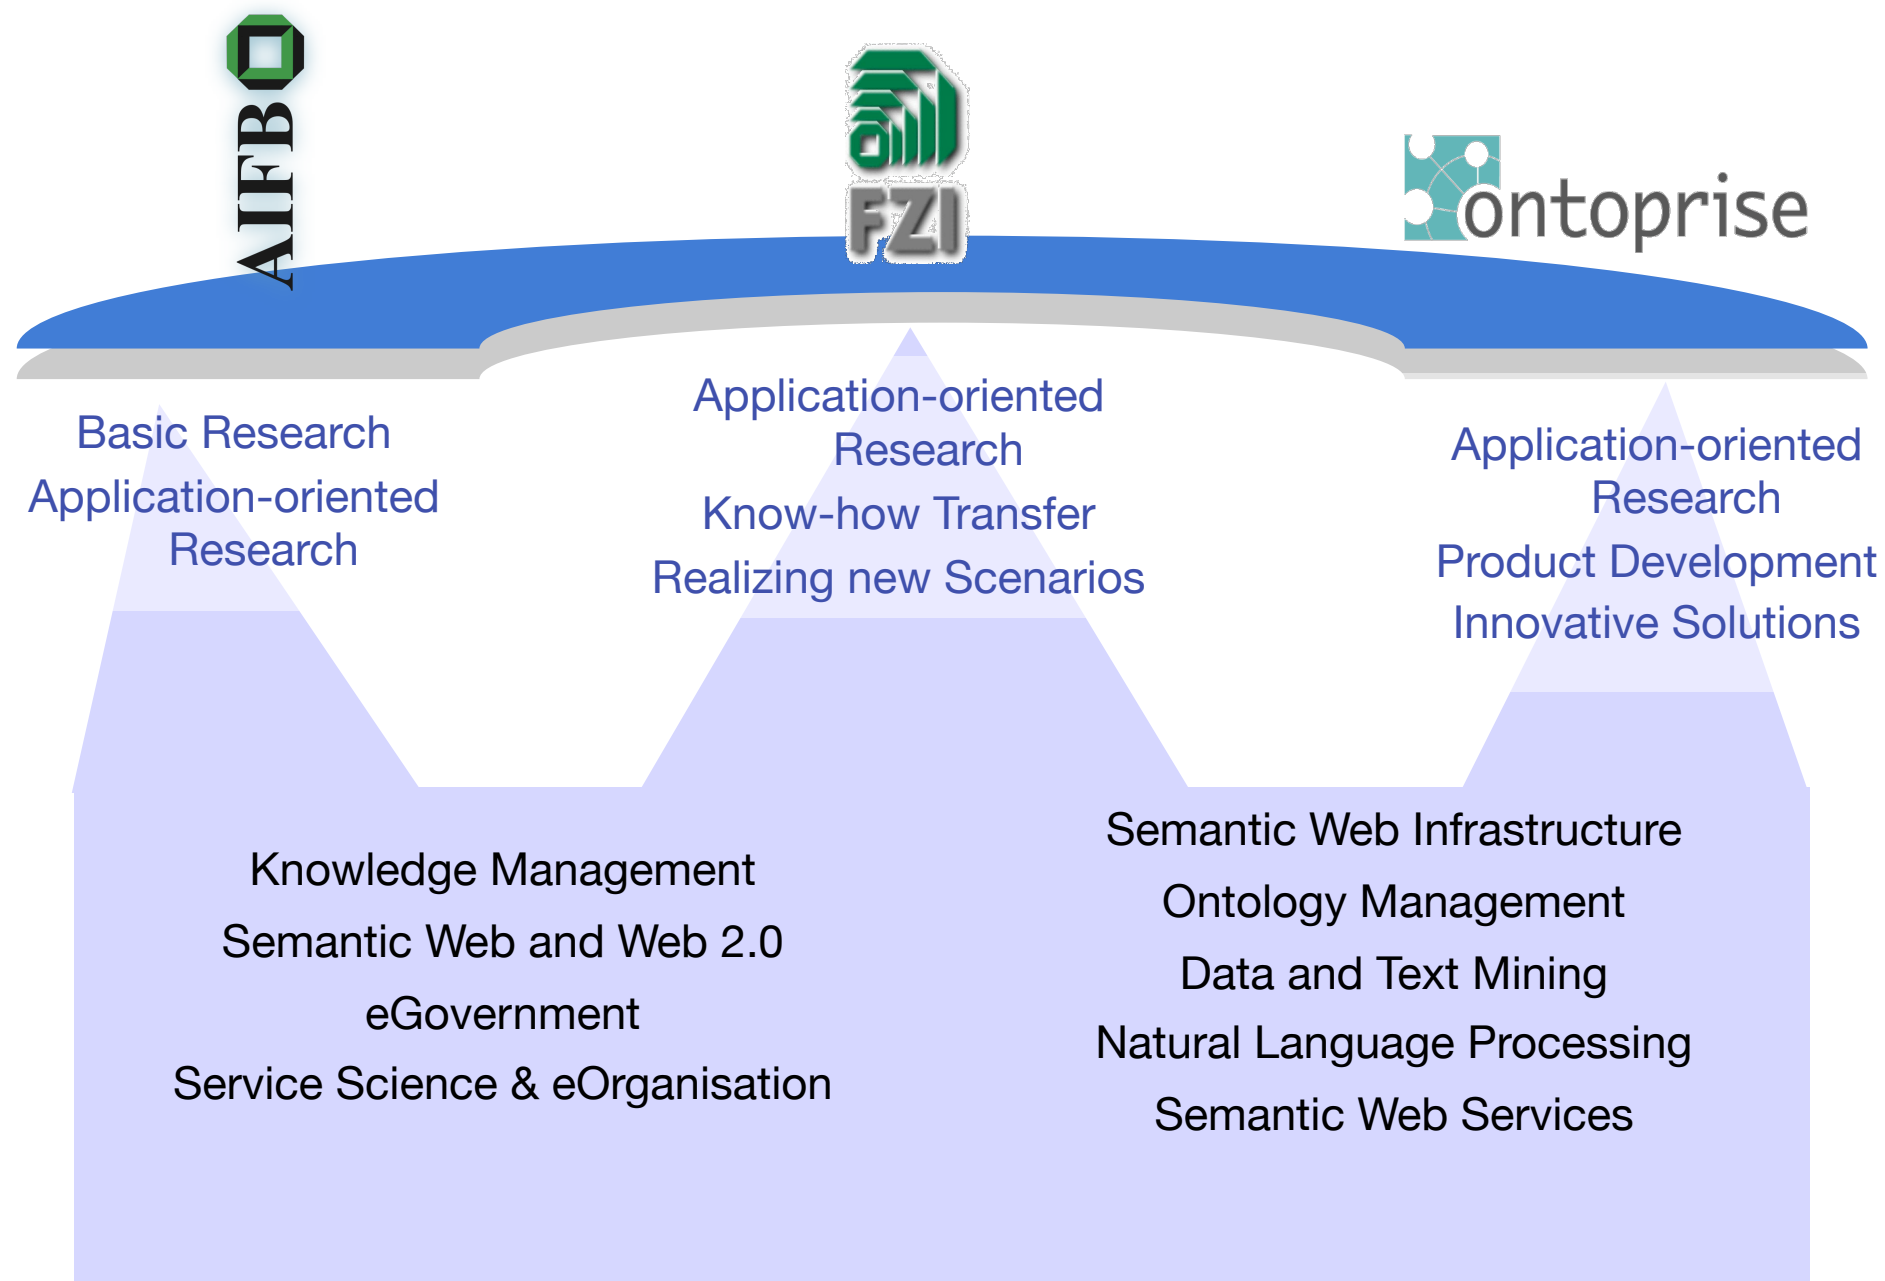 AIFB
FZI
ontoprise
Basic Research
Application-oriented
Research
Application-oriented
Research
Know-how Transfer
Realizing new Scenarios
Application-oriented
Research
Product Development
Innovative Solutions
Knowledge Management
Semantic Web and Web 2.0
eGovernment
Service Science & eOrganisation
Semantic Web Infrastructure
Ontology Management
Data and Text Mining
Natural Language Processing
Semantic Web Services